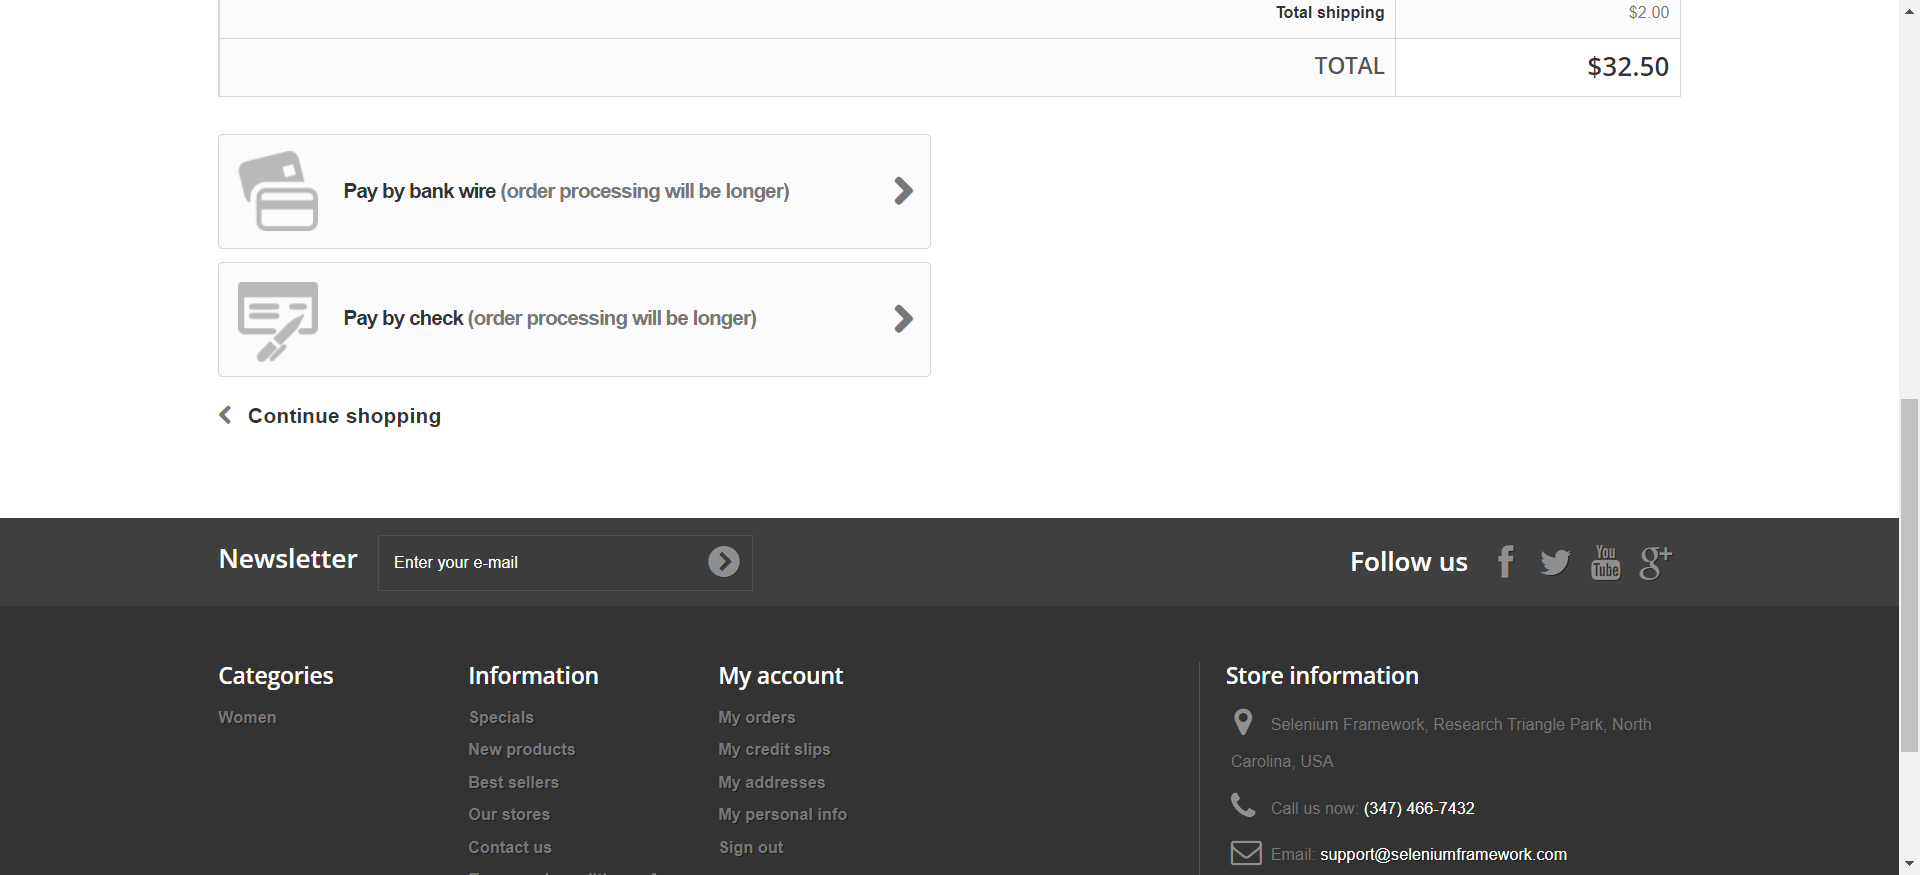 Total shipping $2.00
TOTAL $32.50
Pay by bank wire (order processing will be longer)
Pay by check (order processing will be longer)
Continue shopping
Newsletter
Enter your e-mail
Follow us
You
Tube
g+
Categories
Women
Information
Specials
New products
Best sellers
Our stores
Contact us
My account
My orders
My credit slips
My addresses
My personal info
Sign out
Store information
Selenium Framework, Research Triangle Park, North
Carolina, USA
Call us now: (347) 466-7432
Email: support@seleniumframework.com